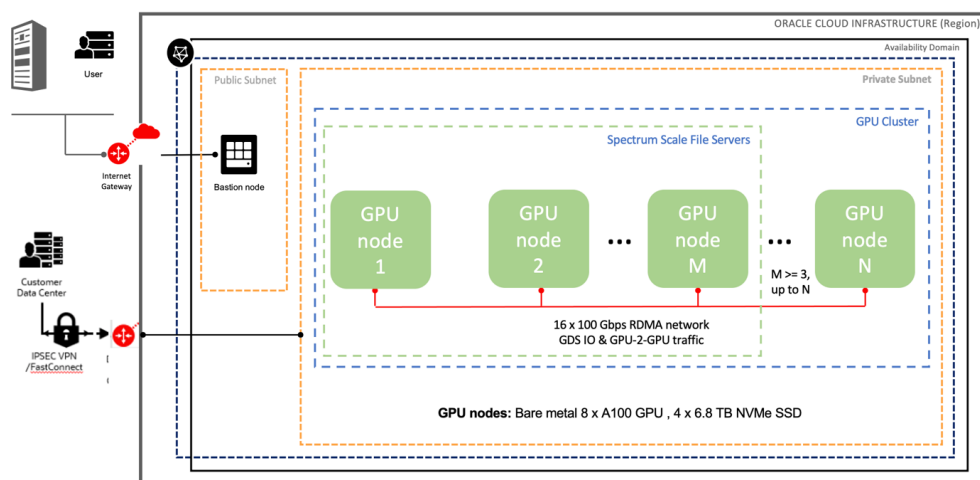 ORACLE CLOUD INFRASTRUCTURE (Region)
Availability Domain
User
Public Subnet
Private Subnet
GPU Cluster
Spectrum Scale File Servers
Internet
Gateway
Bastion node
GPU
node
1
GPU
node
2
...
GPU
node
M
...
GPU
node
N
M >= 3,
up to N
Customer
Data Center
16 x 100 Gbps RDMA network
GDS IO & GPU-2-GPU traffic
IPSEC VPN
/FastConnect
GPU nodes: Bare metal 8 x A100 GPU , 4 x 6.8 TB NVMe SSD